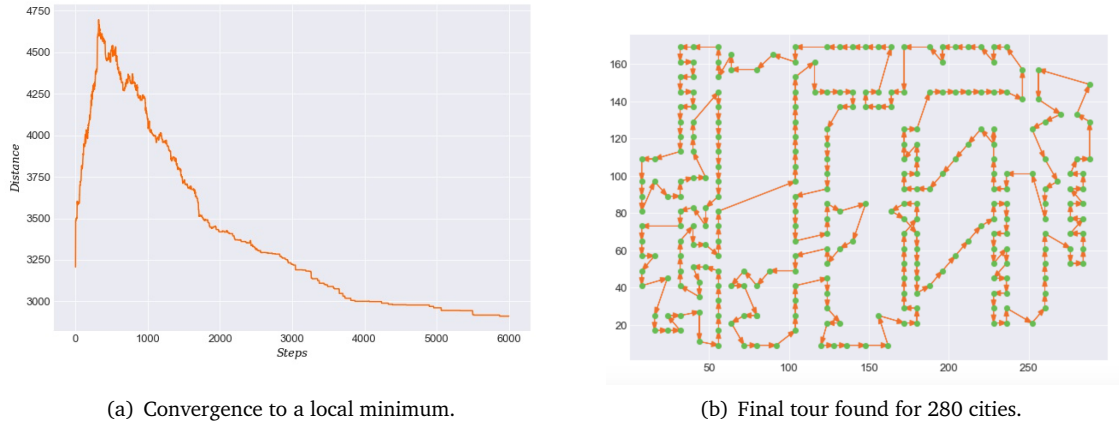 4750
4500
4250
4000
3750
3500
3250
3000
Distance
0 1000 2000 3000 4000 5000 6000
Steps
160
140
120
100
80
60
40
20
50 100 150 200 250
(a) Convergence to a local minimum.
(b) Final tour found for 280 cities.